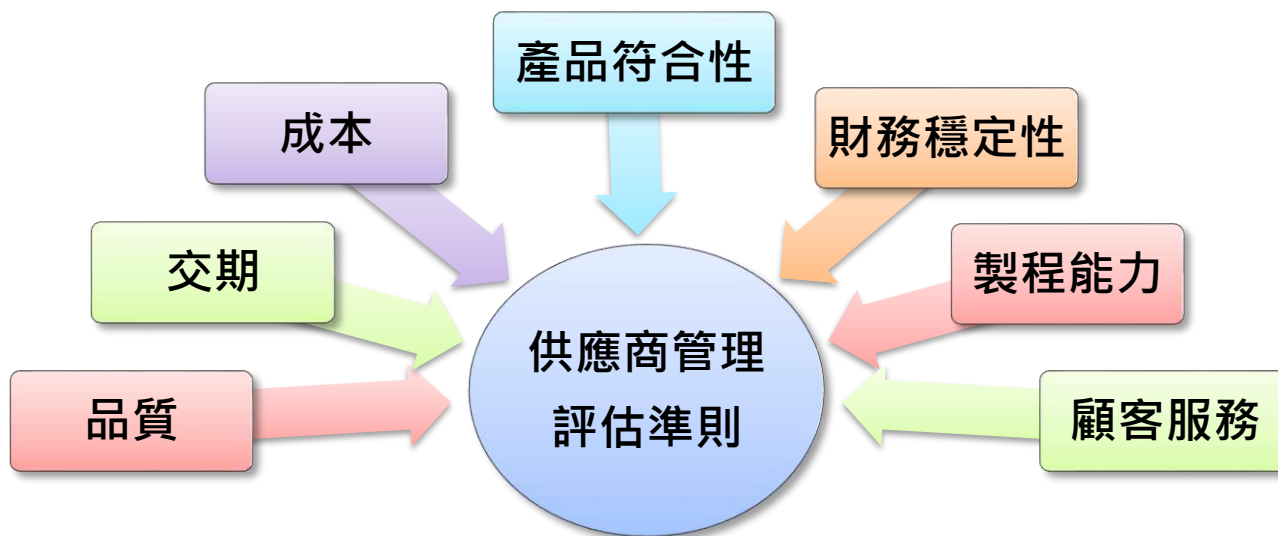 產品符合性
成本
財務穩定性
交期
製程能力
供應商管理
評估準則
品質
顧客服務